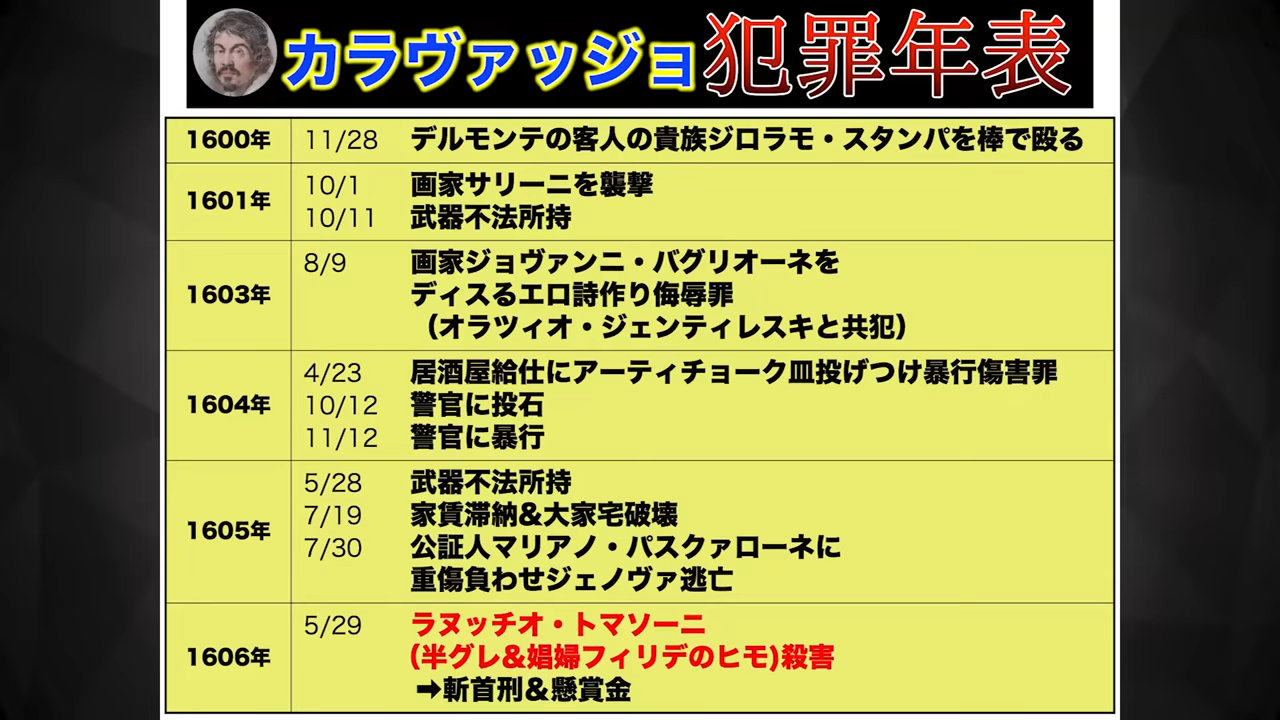 カラヴァッジョ犯罪年表
1600年 11/28 デルモンテの客人の貴族ジロラモ・スタンパを棒で殴る
1601年 10/1 画家サリーニを襲撃
10/11 武器不法所持
1603年 8/9 画家ジョヴァンニ・バグリオーネを
ディスるエロ詩作り侮辱罪
（オラツィオ・ジェンティレスキと共犯）
1604年 4/23 居酒屋給仕にアーティチョーク皿投げつけ暴行傷害罪
10/12 警官に投石
11/12 警官に暴行
1605年 5/28 武器不法所持
7/19 家賃滞納&大家宅破壊
7/30 公証人マリアノ・パスクァローネに
重傷負わせジェノヴァ逃亡
1606年 5/29 ラヌッチオ・トマソーニ
(半グレ&娼婦フィリデのヒモ)殺害
➡斬首刑&懸賞金